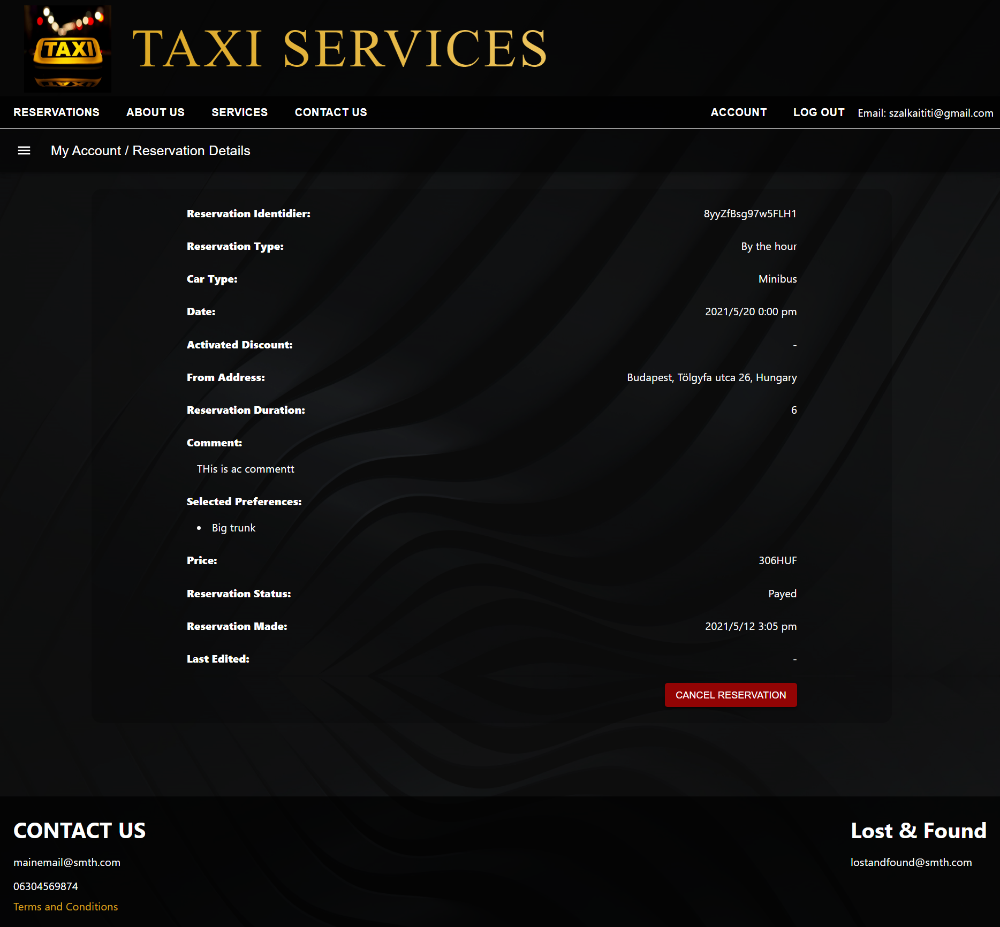 TAXI
TAXI SERVICES
RESERVATIONS ABOUT US SERVICES CONTACT US ACCOUNT LOG OUT Email: szalkaititi@gmail.com
My Account / Reservation Details
Reservation Identidier: 8yyZfBsg97w5FLH1
Reservation Type: By the hour
Car Type: Minibus
Date: 2021/5/20 0:00 pm
Activated Discount: -
From Address: Budapest, Tölgyfa utca 26, Hungary
Reservation Duration: 6
Comment:
THis is ac commentt
Selected Preferences:
• Big trunk
Price: 306HUF
Reservation Status: Payed
Reservation Made: 2021/5/12 3:05 pm
Last Edited: -
CANCEL RESERVATION
CONTACT US
mainemail@smth.com
06304569874
Terms and Conditions
Lost & Found
lostandfound@smth.com